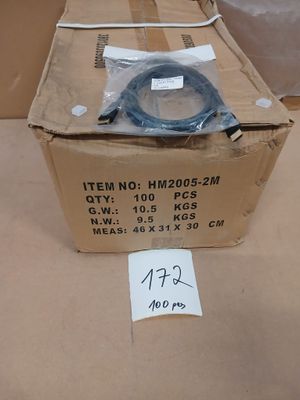 ITEM NO: HM2005-2M
QTY: 100 PCS
G.W.: 10.5 KGS
N.W.: 9.5 KGS
MEAS: 46 X 31 X 30 CM
172
100 pcs